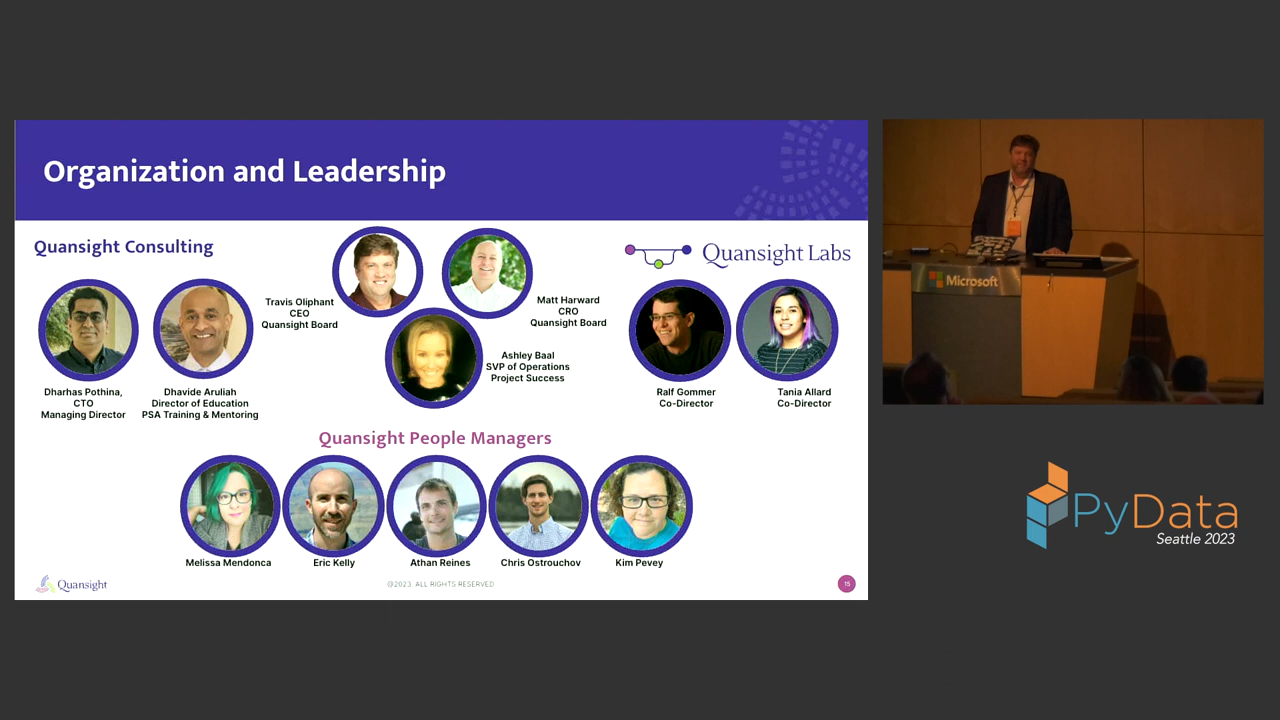 Organization and Leadership
Quansight Consulting
Quansight Labs
Travis Oliphant
CEO
Quansight Board
Matt Harward
CRO
Quansight Board
Ashley Baal
SVP of Operations
Project Success
Dharhas Pothina,
CTO
Managing Director
Dhavide Aruliah
Director of Education
PSA Training & Mentoring
Ralf Gommer
Co-Director
Tania Allard
Co-Director
Quansight People Managers
Melissa Mendonca
Eric Kelly
Athan Reines
Chris Ostrouchov
Kim Pevey
Quansight
@2023. ALL RIGHTS RESERVED
15
Microsoft
PyData
Seattle 2023